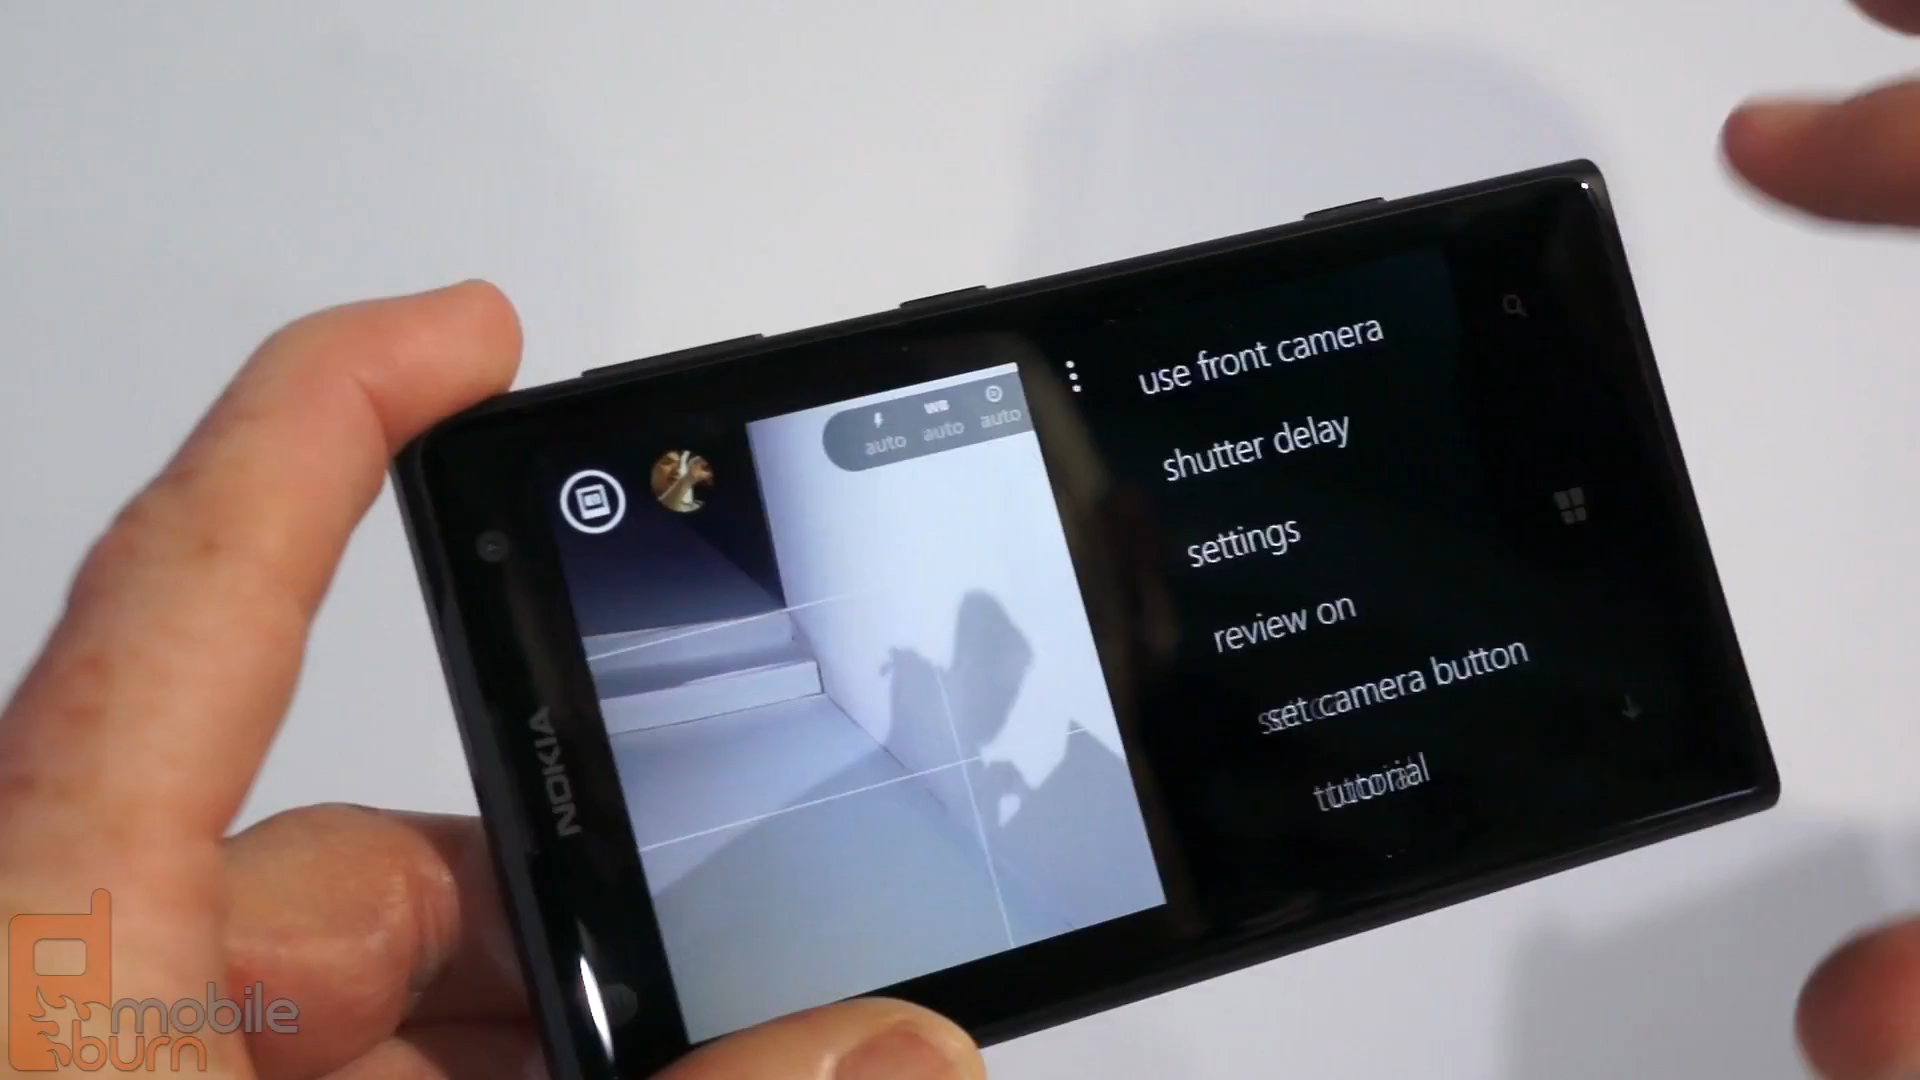 use front camera
shutter delay
settings
review on
set camera button
tutorial
WB
auto
auto
auto
NOKIA
mobile
burn